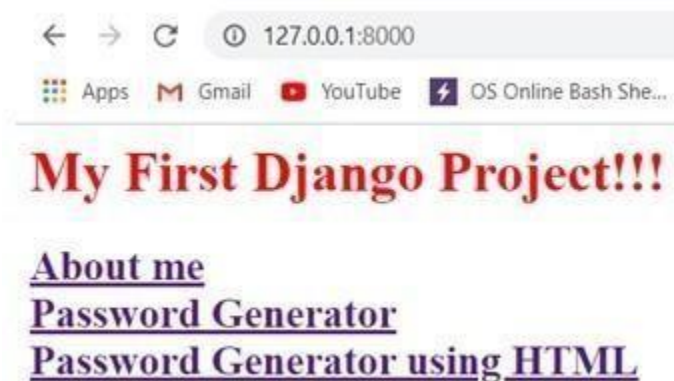 127.0.0.1:8000
Apps Gmail YouTube OS Online Bash She...
My First Django Project!!!
About me
Password Generator
Password Generator using HTML